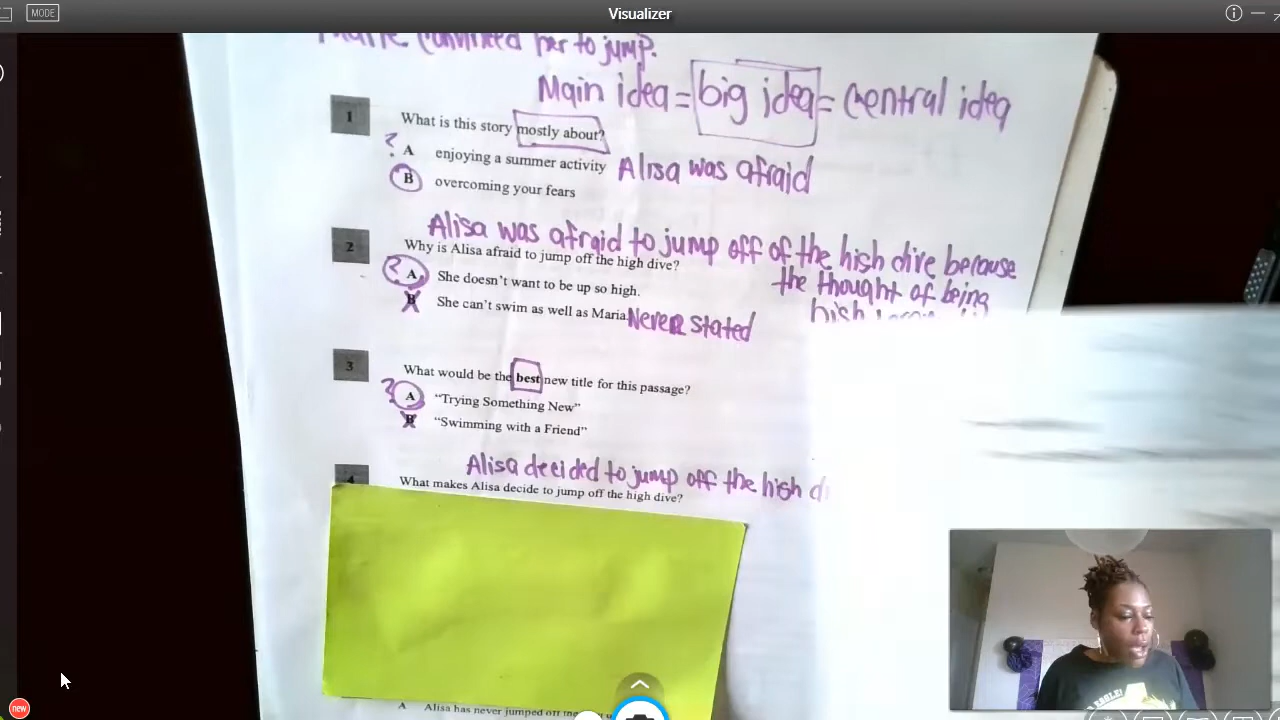 MODE
Visualizer
her to jump.
Main idea = big idea = Central idea
1
What is this story mostly about?
? A enjoying a summer activity
Alisa was afraid
B overcoming your fears
Alisa was afraid to jump off of the high dive because
the thought of being
high
2
Why is Alisa afraid to jump off the high dive?
? A She doesn't want to be up so high.
B She can't swim as well as Maria.
Never stated
3
What would be the best new title for this passage?
? A "Trying Something New"
B "Swimming with a Friend"
Alisa decided to jump off the high di
4
What makes Alisa decide to jump off the high dive?
A Alisa has never jumped off the
new